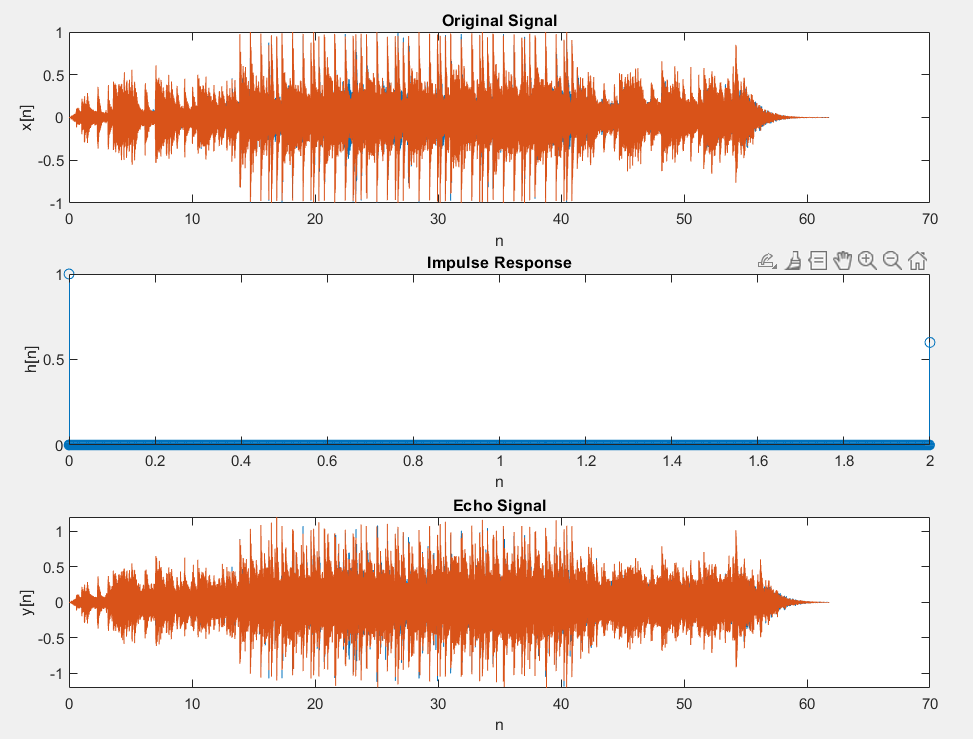 Original Signal
1
0.5
0
-0.5
-1
x[n]
0 10 20 30 40 50 60 70
n
Impulse Response
1
0.5
0
h[n]
0 0.2 0.4 0.6 0.8 1 1.2 1.4 1.6 1.8 2
n
Echo Signal
1
0.5
0
-0.5
-1
y[n]
0 10 20 30 40 50 60 70
n